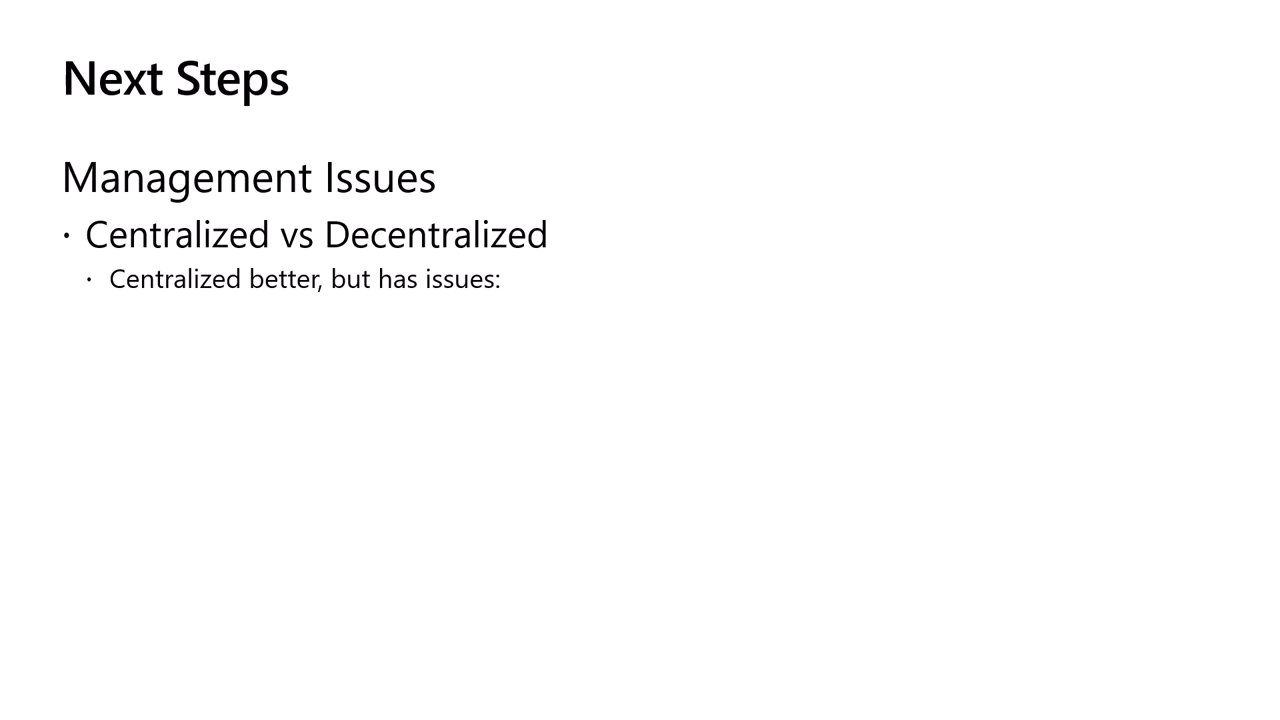 Next Steps
Management Issues
· Centralized vs Decentralized
· Centralized better, but has issues: